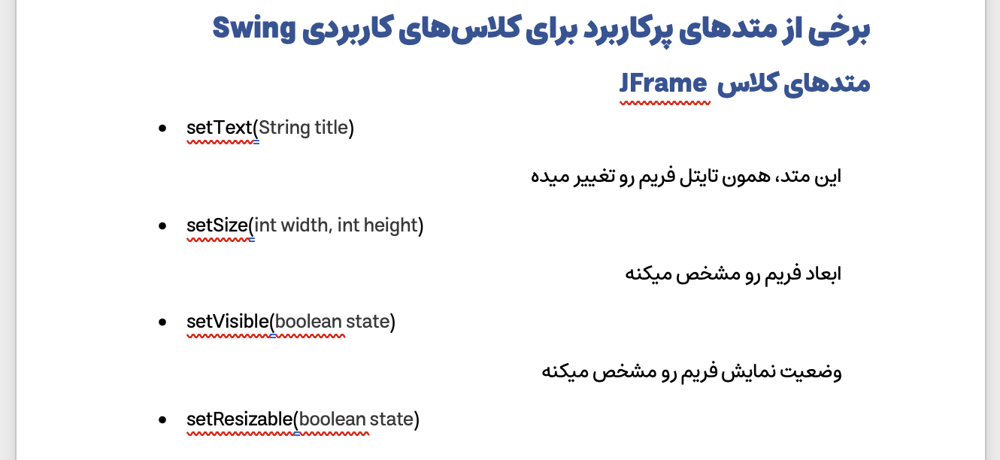 برخی از متدهای پرکاربرد برای کلاس‌های کاربردی Swing
متدهای کلاس JFrame
• setText(String title)
این متد، همون تایتل فریم رو تغییر میده
• setSize(int width, int height)
ابعاد فریم رو مشخص میکنه
• setVisible(boolean state)
وضعیت نمایش فریم رو مشخص میکنه
• setResizable(boolean state)